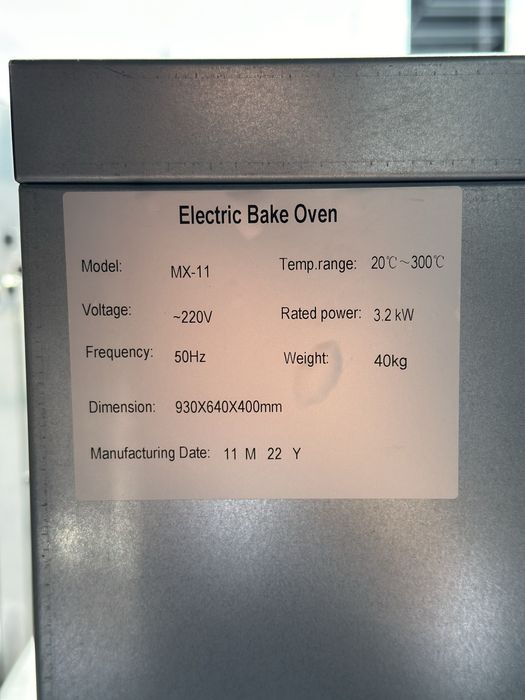 Electric Bake Oven
Model: MX-11 Temp.range: 20℃~300℃
Voltage: ~220V Rated power: 3.2 kW
Frequency: 50Hz Weight: 40kg
Dimension: 930X640X400mm
Manufacturing Date: 11 M 22 Y